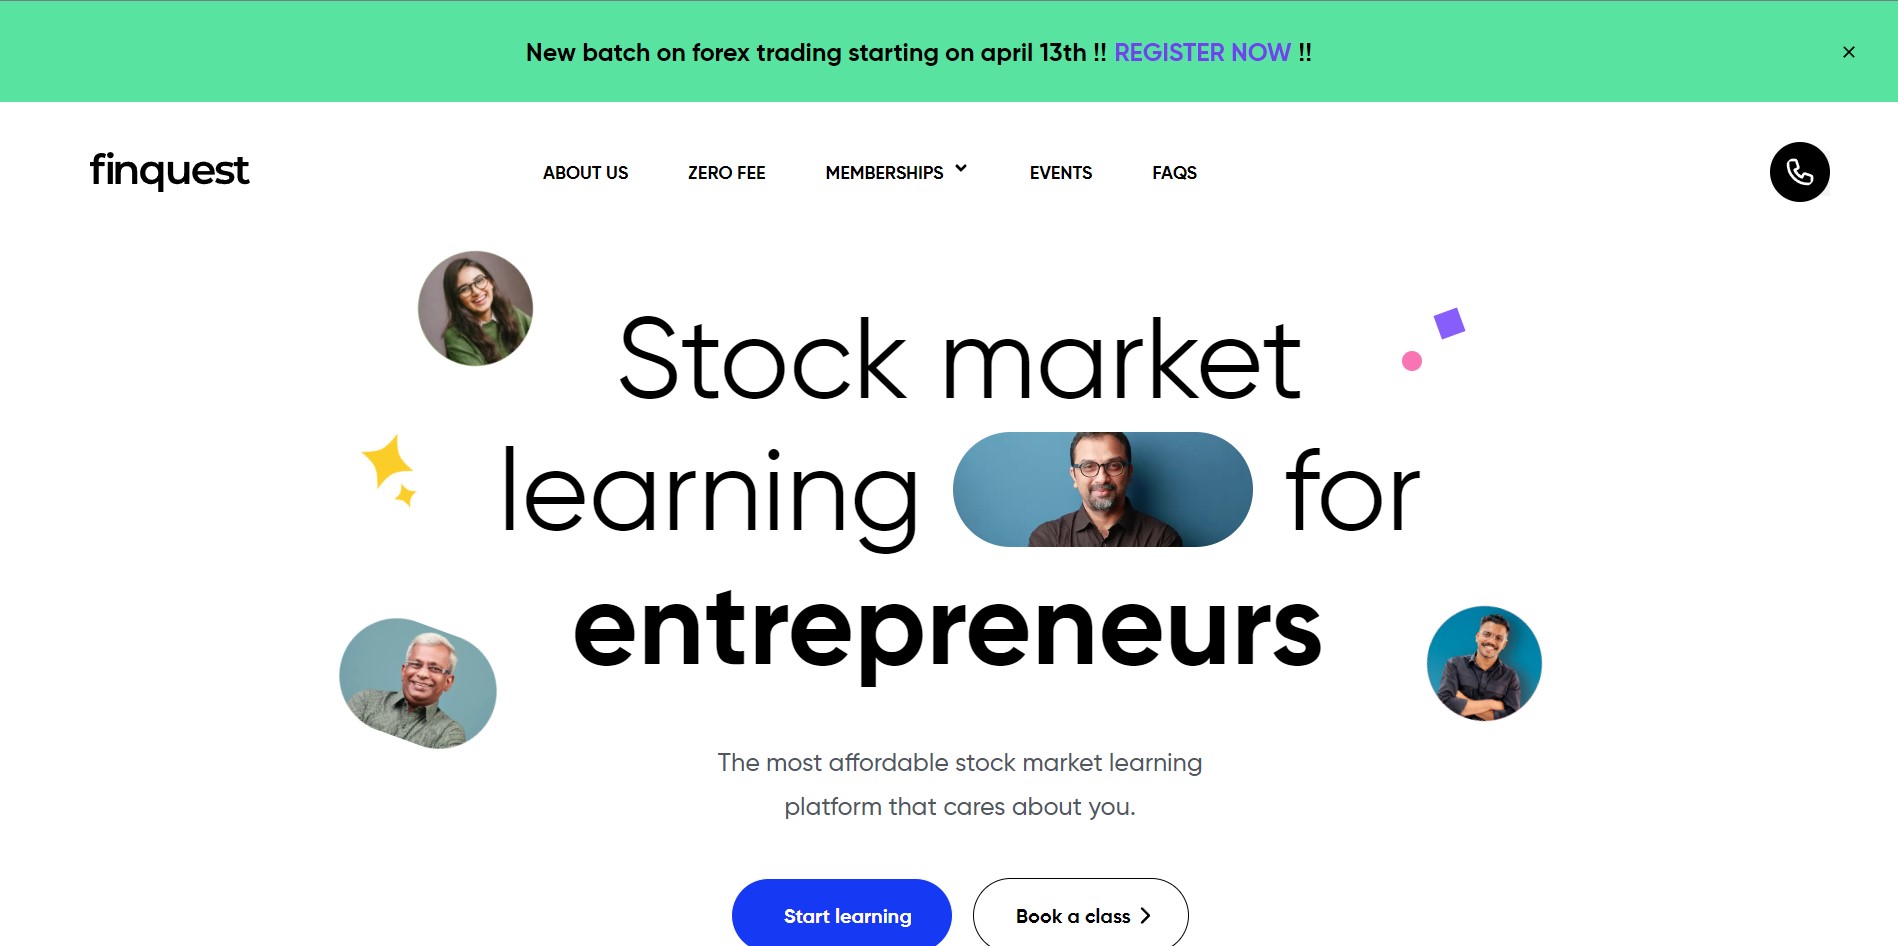 New batch on forex trading starting on april 13th !! REGISTER NOW !!
finquest
ABOUT US
ZERO FEE
MEMBERSHIPS
EVENTS
FAQS
Stock market
learning for
entrepreneurs
The most affordable stock market learning
platform that cares about you.
Start learning
Book a class